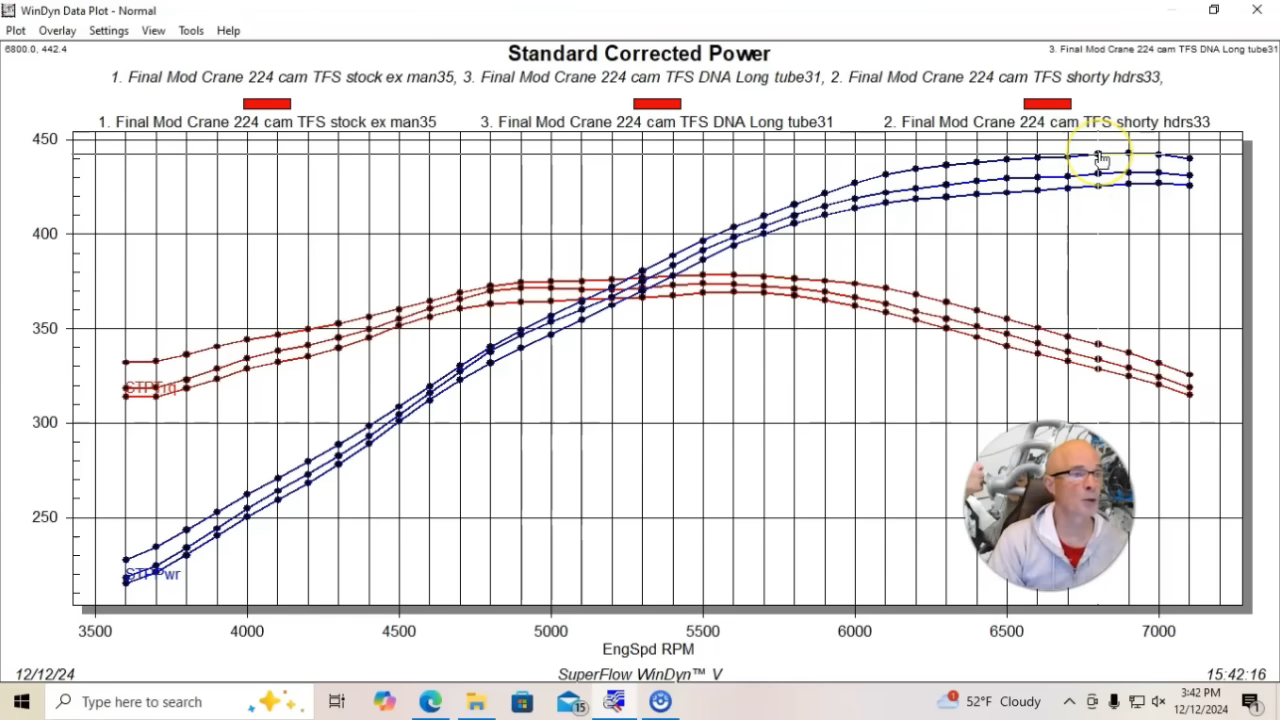 WinDyn Data Plot - Normal
Plot Overlay Settings View Tools Help
6800.0, 442.4
3. Final Mod Crane 224 cam TFS DNA Long tube31
Standard Corrected Power
1. Final Mod Crane 224 cam TFS stock ex man35, 3. Final Mod Crane 224 cam TFS DNA Long tube31, 2. Final Mod Crane 224 cam TFS shorty hdrs33,
1. Final Mod Crane 224 cam TFS stock ex man35
3. Final Mod Crane 224 cam TFS DNA Long tube31
2. Final Mod Crane 224 cam TFS shorty hdrs33
450
400
350
STPTrq
300
250
STPPwr
3500 4000 4500 5000 5500 6000 6500 7000
EngSpd RPM
12/12/24
SuperFlow WinDyn™ V
15:42:16
Type here to search
15
1
52°F Cloudy
3:42 PM
12/12/2024
1